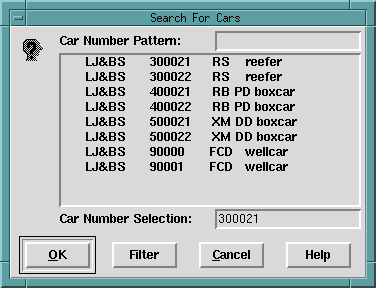 Search For Cars
Car Number Pattern:
LJ&BS 300021 RS reefer
LJ&BS 300022 RS reefer
LJ&BS 400021 RB PD boxcar
LJ&BS 400022 RB PD boxcar
LJ&BS 500021 XM DD boxcar
LJ&BS 500022 XM DD boxcar
LJ&BS 90000 FCD wellcar
LJ&BS 90001 FCD wellcar
Car Number Selection: 300021
OK Filter Cancel Help